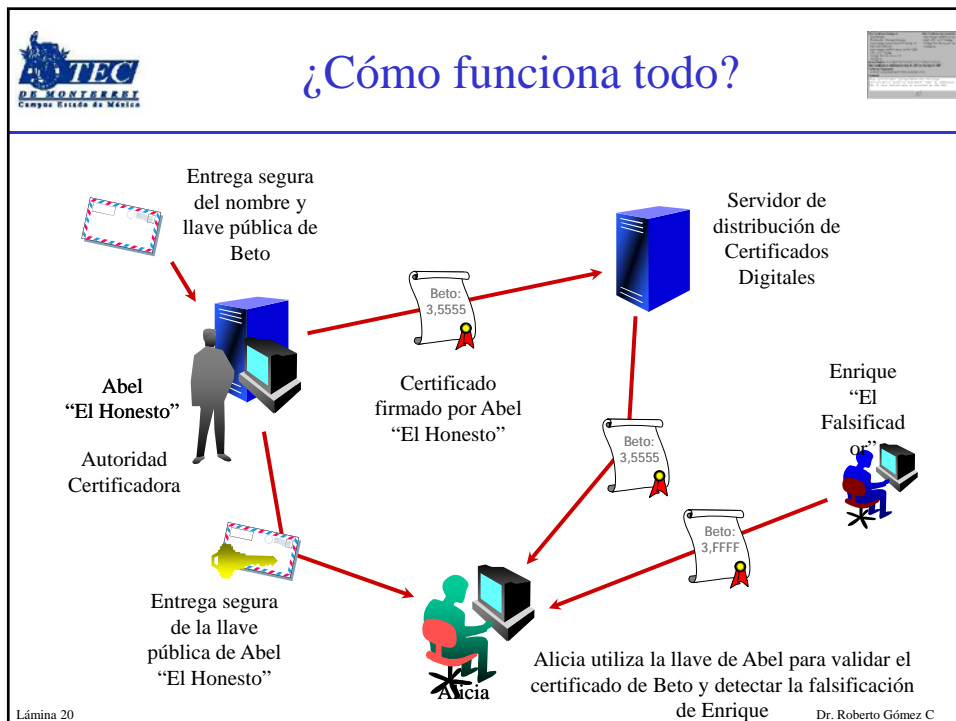 TEC
DE MONTERREY
Campus Estado de México
¿Cómo funciona todo?
Entrega segura
del nombre y
llave pública de
Beto
Servidor de
distribución de
Certificados
Digitales
Beto:
3,5555
Abel
“El Honesto”
Autoridad
Certificadora
Certificado
firmado por Abel
“El Honesto”
Enrique
“El
Falsificad
or”
Beto:
3,5555
Beto:
3,FFFF
Entrega segura
de la llave
pública de Abel
“El Honesto”
Alicia
Alicia utiliza la llave de Abel para validar el
certificado de Beto y detectar la falsificación
de Enrique
Lámina 20
Dr. Roberto Gómez C